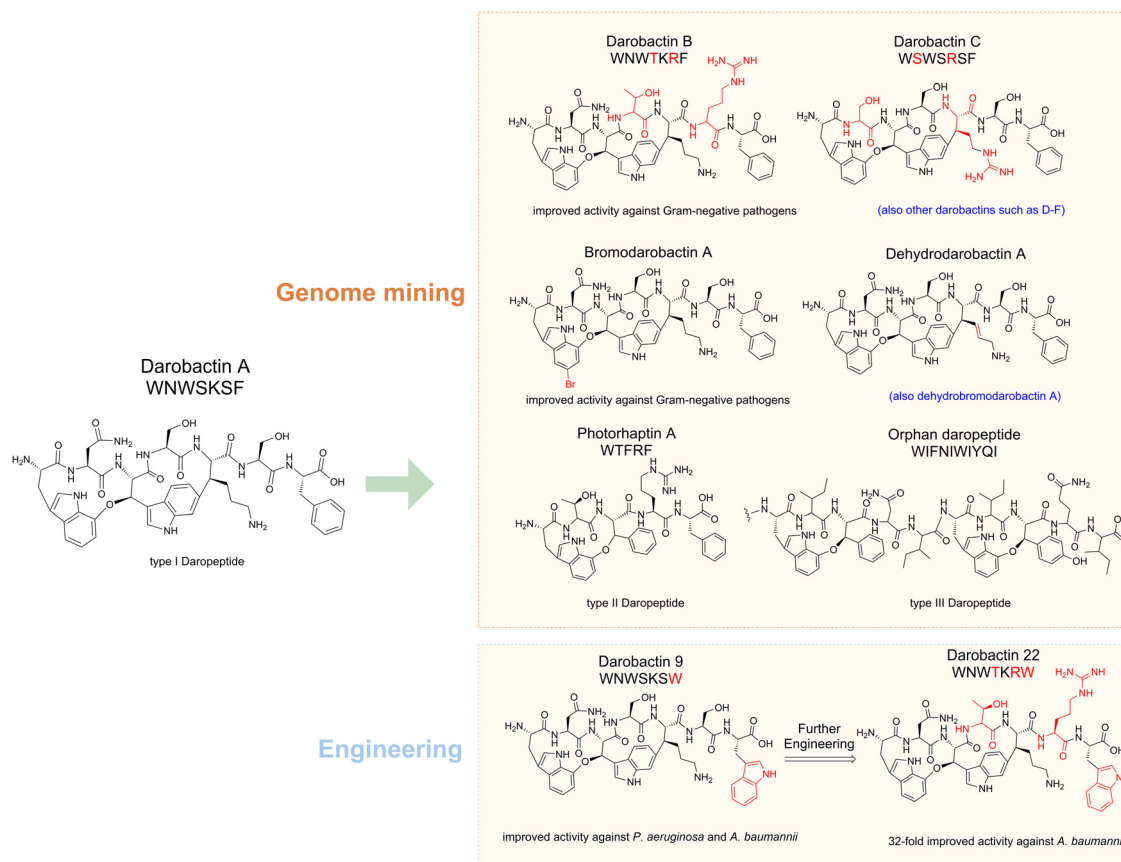 Darobactin A
WNWSKSF
type I Daropeptide
Genome mining
Darobactin B
WNWTKRF
improved activity against Gram-negative pathogens
Darobactin C
WSWSRSF
(also other darobactins such as D-F)
Bromodarobactin A
Br
improved activity against Gram-negative pathogens
Dehydrodarobactin A
(also dehydrobromodarobactin A)
Photorhaptin A
WTFRF
type II Daropeptide
Orphan daropeptide
WIFNIWIYQI
type III Daropeptide
Engineering
Darobactin 9
WNWSKSW
improved activity against P. aeruginosa and A. baumannii
Further
Engineering
Darobactin 22
WNWTKRW
32-fold improved activity against A. baumannii